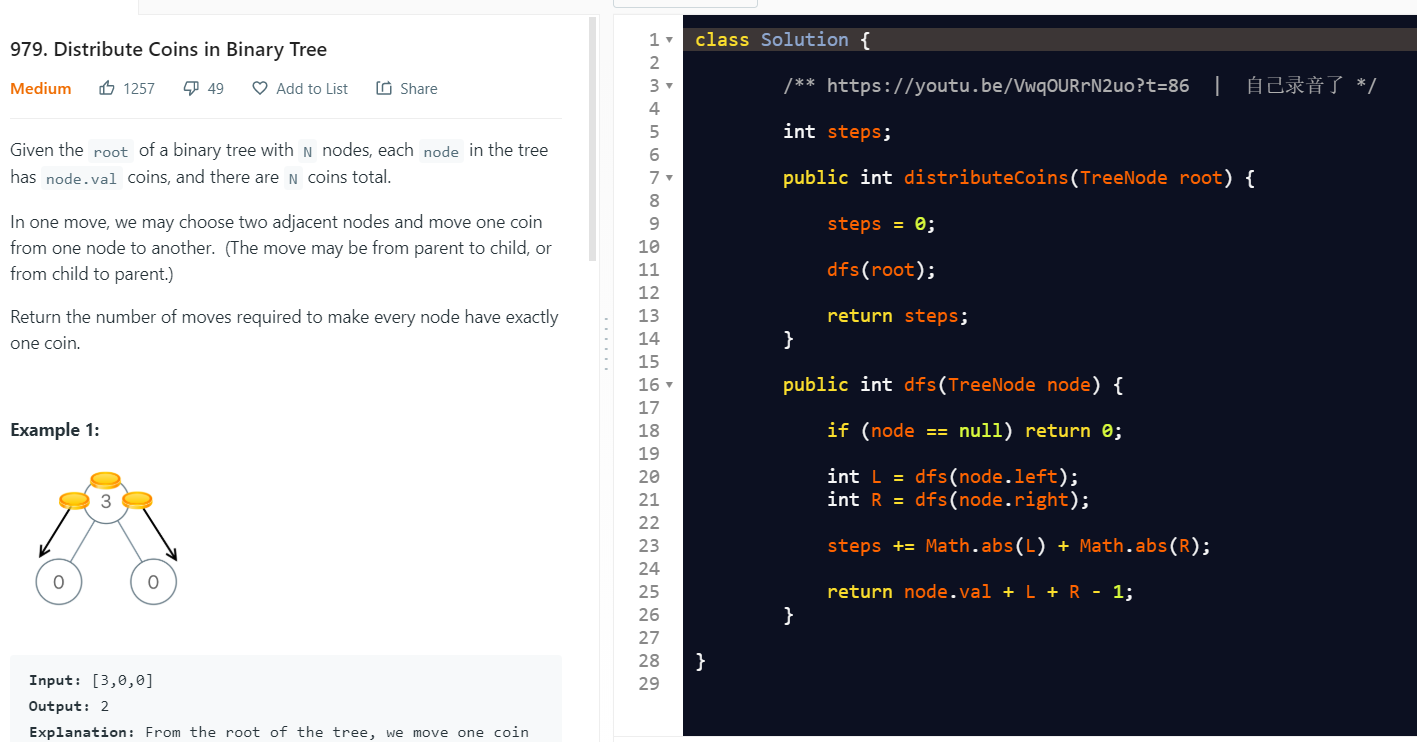 979. Distribute Coins in Binary Tree
Medium 1257 49 Add to List Share
Given the root of a binary tree with N nodes, each node in the tree
has node.val coins, and there are N coins total.
In one move, we may choose two adjacent nodes and move one coin
from one node to another.  (The move may be from parent to child, or
from child to parent.)
Return the number of moves required to make every node have exactly
one coin.
Example 1:
3
0 0
Input: [3,0,0]
Output: 2
Explanation: From the root of the tree, we move one coin
1 class Solution {
2
3 /** https://youtu.be/VwqOURrN2uo?t=86  |  自己录音了 */
4
5 int steps;
6
7 public int distributeCoins(TreeNode root) {
8
9 steps = 0;
10
11 dfs(root);
12
13 return steps;
14 }
15
16 public int dfs(TreeNode node) {
17
18 if (node == null) return 0;
19
20 int L = dfs(node.left);
21 int R = dfs(node.right);
22
23 steps += Math.abs(L) + Math.abs(R);
24
25 return node.val + L + R - 1;
26 }
27
28 }
29